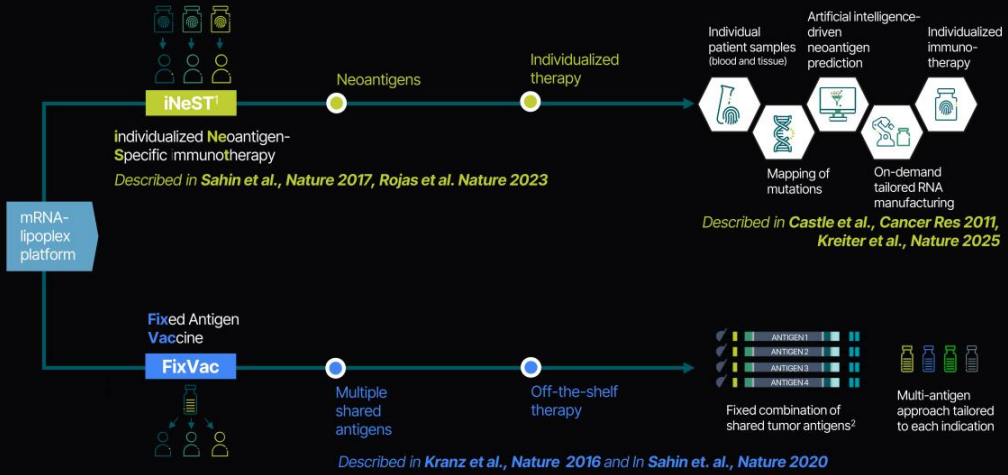 mRNA-
lipoplex
platform
iNeST¹
individualized Neoantigen-
Specific Immunotherapy
Described in Sahin et al., Nature 2017, Rojas et al. Nature 2023
Neoantigens
Individualized
therapy
Individual
patient samples
(blood and tissue)
Mapping of
mutations
Artificial intelligence-
driven
neoantigen
prediction
On-demand
tailored RNA
manufacturing
Individualized
immuno-
therapy
Described in Castle et al., Cancer Res 2011,
Kreiter et al., Nature 2025
Fixed Antigen
Vaccine
FixVac
Multiple
shared
antigens
Off-the-shelf
therapy
ANTIGEN 1
ANTIGEN 2
ANTIGEN 3
ANTIGEN 4
Fixed combination of
shared tumor antigens²
Multi-antigen
approach tailored
to each indication
Described in Kranz et al., Nature 2016 and In Sahin et. al., Nature 2020